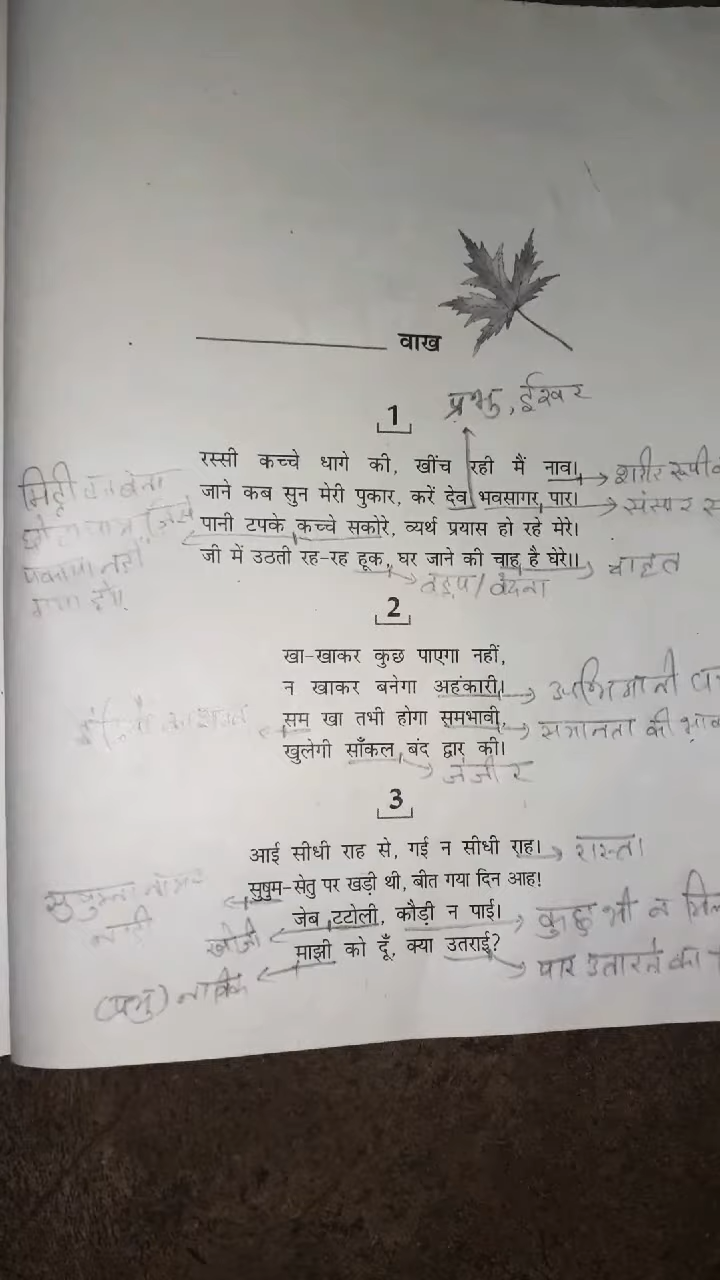 वाख
प्रभु, ईश्वर
1
रस्सी कच्चे धागे की, खींच रही मैं नाव। शरीर रूपी
जाने कब सुन मेरी पुकार, करें देव भवसागर पार। संसार
पानी टपके कच्चे सकोरे, व्यर्थ प्रयास हो रहे मेरे।
जी में उठती रह-रह हूक, घर जाने की चाह है घेरे।। चाहत
मिट्टी का बना
नहीं
तड़प/वेदना
2
खा-खाकर कुछ पाएगा नहीं,
न खाकर बनेगा अहंकारी।
सम खा तभी होगा समभावी, समानता की
खुलेगी साँकल बंद द्वार की।
जंजीर
3
आई सीधी राह से, गई न सीधी राह। रास्ता
सुषुम-सेतु पर खड़ी थी, बीत गया दिन आह!
सुषुम्ना
जेब टटोली, कौड़ी न पाई। कुछ भी न
खोजी
माझी को दूँ, क्या उतराई?
पार उतारने का
(प्रभु) नाविक